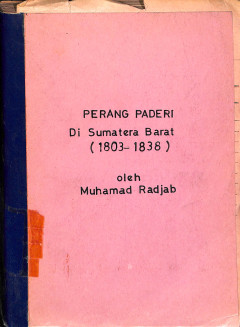 PERANG PADERI
Di Sumatera Barat
( 1803-1838 )
oleh
Muhamad Radjab